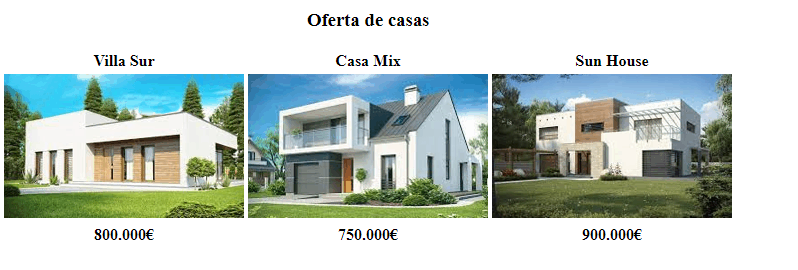 Oferta de casas
Villa Sur Casa Mix Sun House
800.000€ 750.000€ 900.000€